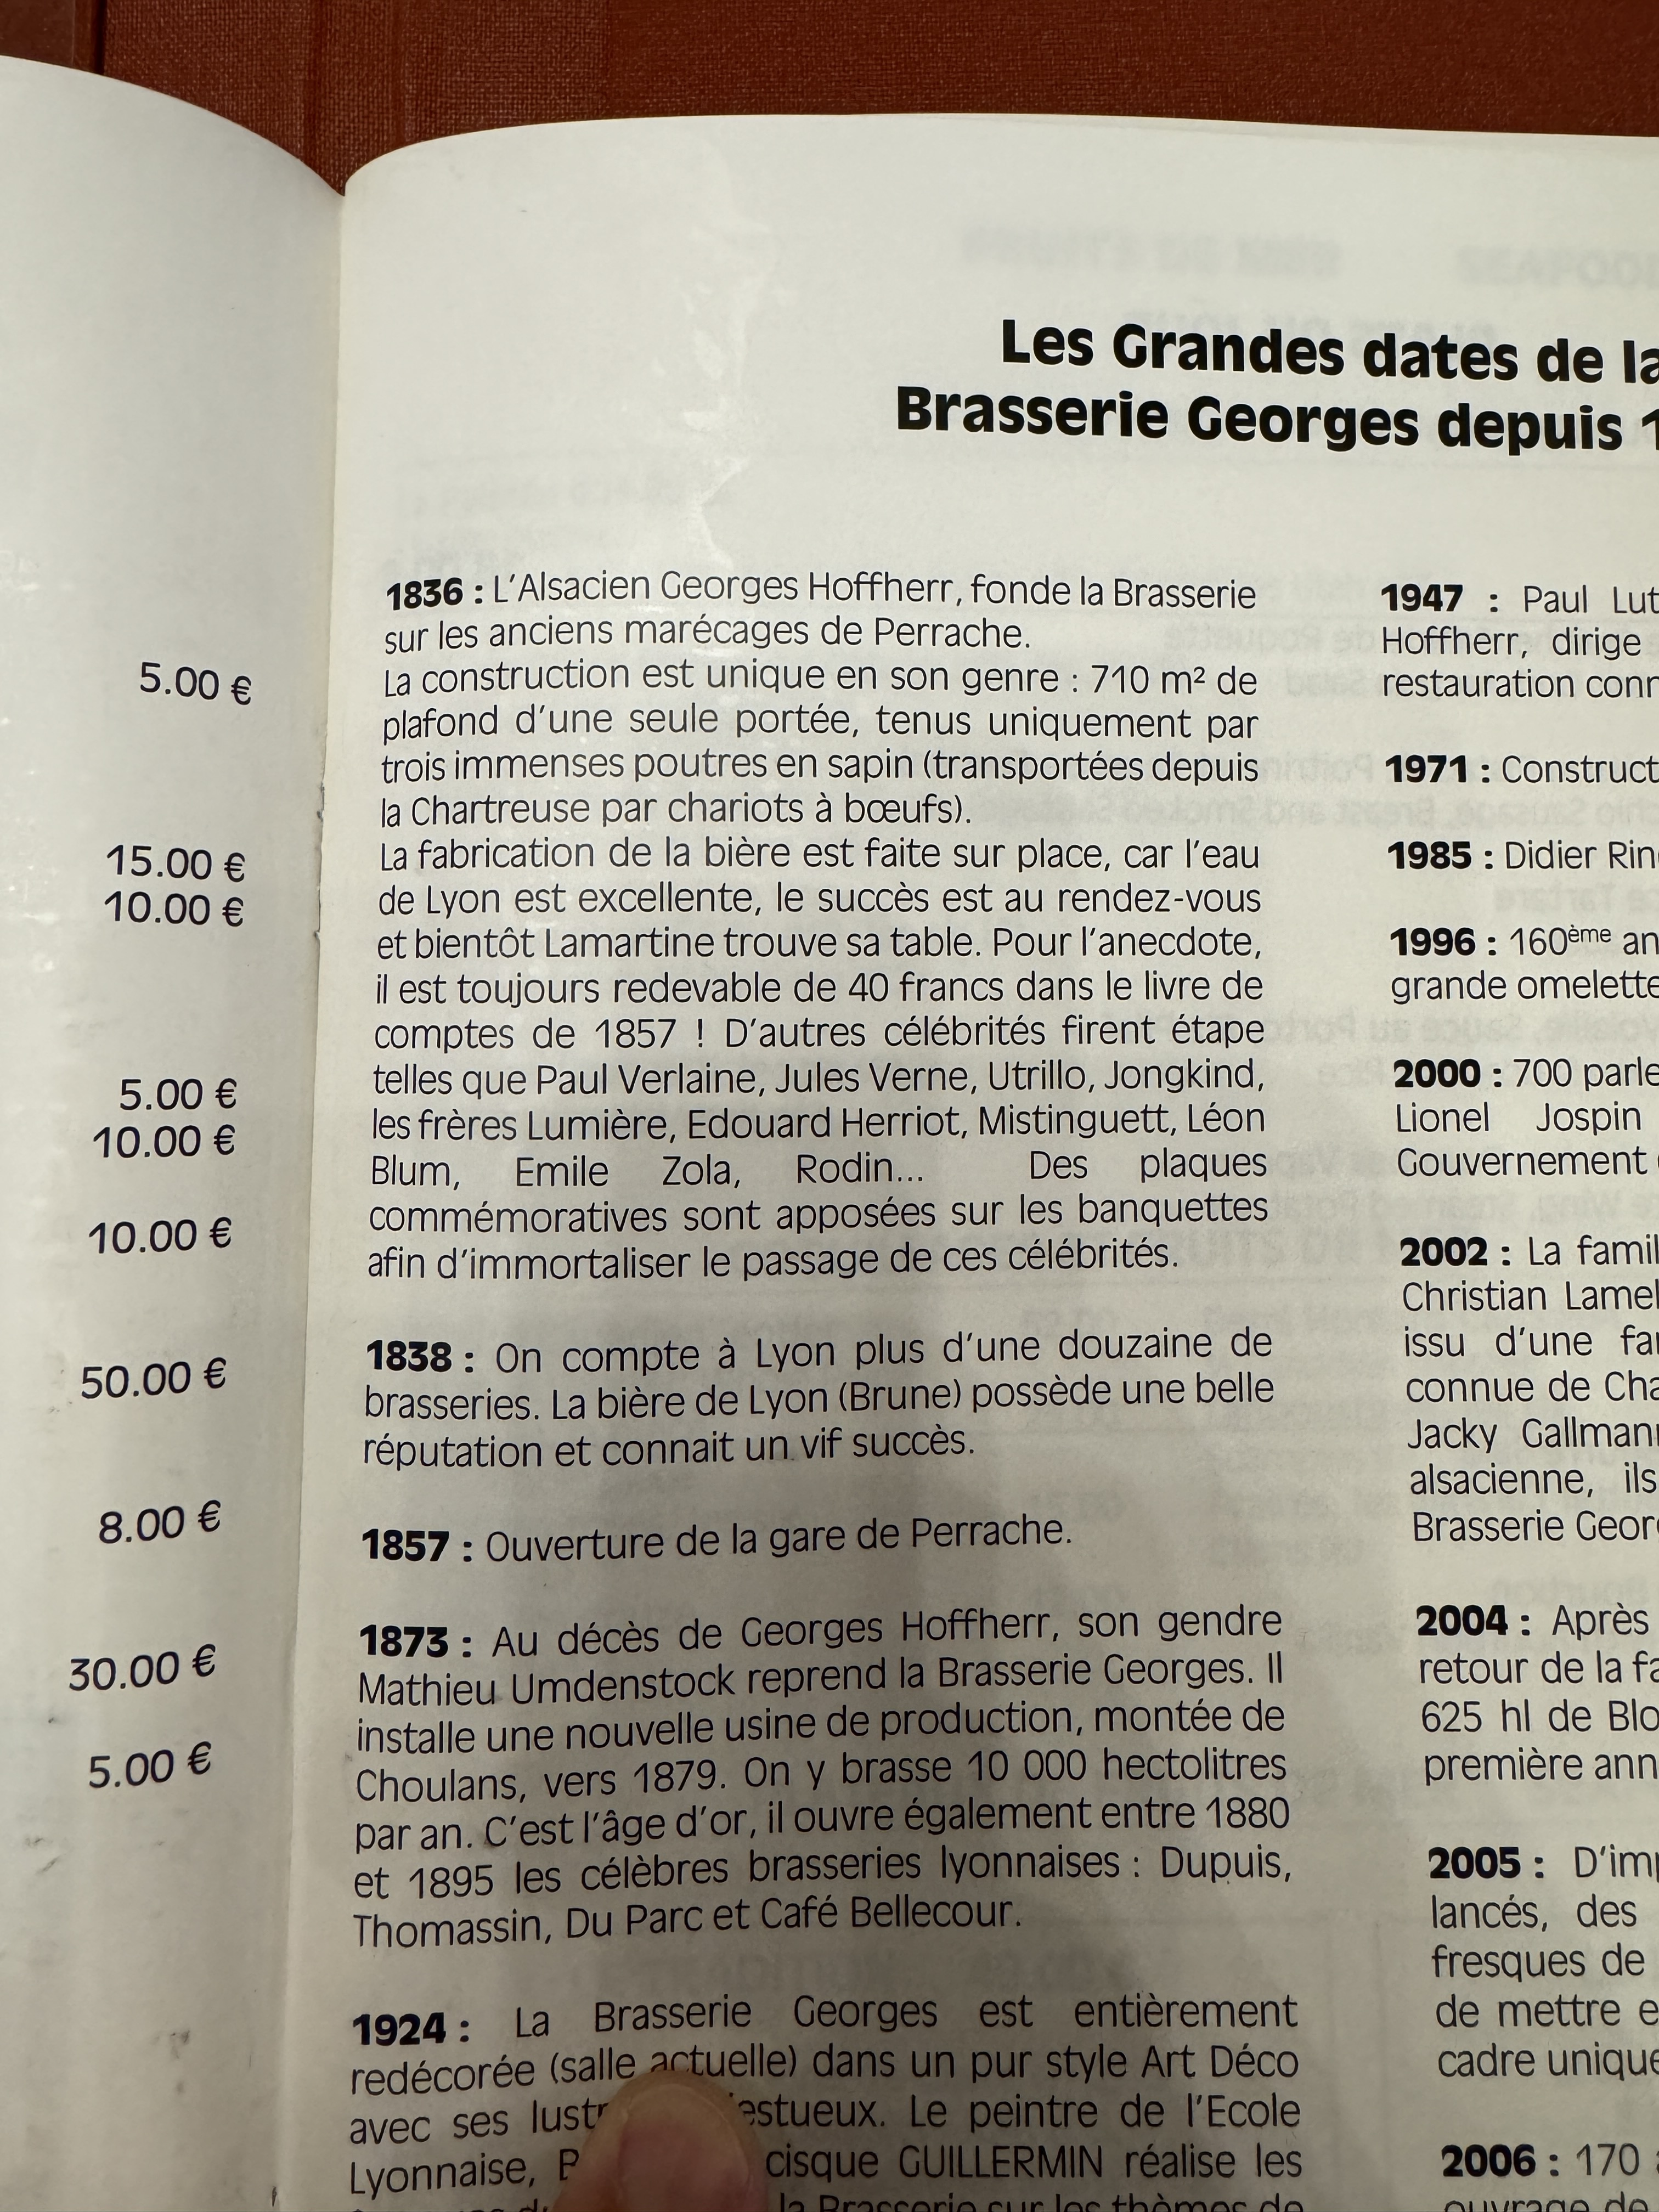 5.00 €
15.00 €
10.00 €
5.00 €
10.00 €
10.00 €
50.00 €
8.00 €
30.00 €
5.00 €
Les Grandes dates de la
Brasserie Georges depuis
1836 : L'Alsacien Georges Hoffherr, fonde la Brasserie
sur les anciens marécages de Perrache.
La construction est unique en son genre : 710 m² de
plafond d'une seule portée, tenus uniquement par
trois immenses poutres en sapin (transportées depuis
la Chartreuse par chariots à bœufs).
La fabrication de la bière est faite sur place, car l'eau
de Lyon est excellente, le succès est au rendez-vous
et bientôt Lamartine trouve sa table. Pour l'anecdote,
il est toujours redevable de 40 francs dans le livre de
comptes de 1857 ! D'autres célébrités firent étape
telles que Paul Verlaine, Jules Verne, Utrillo, Jongkind,
les frères Lumière, Edouard Herriot, Mistinguett, Léon
Blum, Emile Zola, Rodin... Des plaques
commémoratives sont apposées sur les banquettes
afin d'immortaliser le passage de ces célébrités.
1838 : On compte à Lyon plus d'une douzaine de
brasseries. La bière de Lyon (Brune) possède une belle
réputation et connait un vif succès.
1857 : Ouverture de la gare de Perrache.
1873 : Au décès de Georges Hoffherr, son gendre
Mathieu Umdenstock reprend la Brasserie Georges. Il
installe une nouvelle usine de production, montée de
Choulans, vers 1879. On y brasse 10 000 hectolitres
par an. C'est l'âge d'or, il ouvre également entre 1880
et 1895 les célèbres brasseries lyonnaises : Dupuis,
Thomassin, Du Parc et Café Bellecour.
1924 : La Brasserie Georges est entièrement
redécorée (salle actuelle) dans un pur style Art Déco
avec ses Le peintre de l'Ecole
Lyonnaise, GUILLERMIN réalise les
la Brasserie sur les thèmes de
1947 : Paul
Hoffherr, dirige
restauration
1971 :
1985 : Didier
1996 : 160ème
grande omelette
2000 : 700
Lionel Jospin
Gouvernement
2002 : La
Christian
issu d'une
connue de
Jacky
alsacienne, ils
Brasserie
2004 : Après
retour de la
625 hl de
première
2005 :
lancés, des
fresques de
de mettre
cadre unique
2006 : 170
ouvrage de